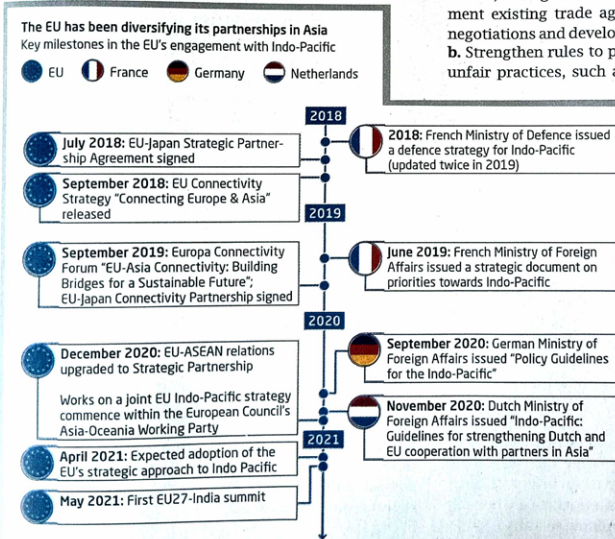 The EU has been diversifying its partnerships in Asia
Key milestones in the EU's engagement with Indo-Pacific
EU France Germany Netherlands
ment existing trade ag
negotiations and develo
b. Strengthen rules to p
unfair practices, such a
2018
July 2018: EU-Japan Strategic Partner-
ship Agreement signed
2018: French Ministry of Defence issued
a defence strategy for Indo-Pacific
(updated twice in 2019)
September 2018: EU Connectivity
Strategy "Connecting Europe & Asia"
released
2019
September 2019: Europa Connectivity
Forum "EU-Asia Connectivity: Building
Bridges for a Sustainable Future";
EU-Japan Connectivity Partnership signed
June 2019: French Ministry of Foreign
Affairs issued a strategic document on
priorities towards Indo-Pacific
2020
December 2020: EU-ASEAN relations
upgraded to Strategic Partnership
Works on a joint EU Indo-Pacific strategy
commence within the European Council's
Asia-Oceania Working Party
September 2020: German Ministry of
Foreign Affairs issued "Policy Guidelines
for the Indo-Pacific"
November 2020: Dutch Ministry of
Foreign Affairs issued "Indo-Pacific:
Guidelines for strengthening Dutch and
EU cooperation with partners in Asia"
2021
April 2021: Expected adoption of the
EU's strategic approach to Indo Pacific
May 2021: First EU27-India summit